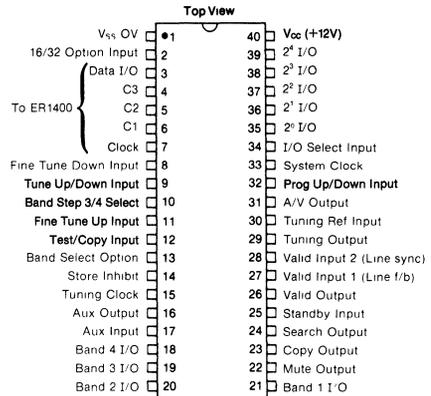 Top View
Vss OV 1 40 Vcc (+12V)
16/32 Option Input 2 39 2⁴ I/O
Data I/O 3 38 2³ I/O
C3 4 37 2² I/O
To ER1400 C2 5 36 2¹ I/O
C1 6 35 2⁰ I/O
Clock 7 34 I/O Select Input
Fine Tune Down Input 8 33 System Clock
Tune Up/Down Input 9 32 Prog Up/Down Input
Band Step 3/4 Select 10 31 A/V Output
Fine Tune Up Input 11 30 Tuning Ref Input
Test/Copy Input 12 29 Tuning Output
Band Select Option 13 28 Valid Input 2 (Line sync)
Store Inhibit 14 27 Valid Input 1 (Line f/b)
Tuning Clock 15 26 Valid Output
Aux Output 16 25 Standby Input
Aux Input 17 24 Search Output
Band 4 I/O 18 23 Copy Output
Band 3 I/O 19 22 Mute Output
Band 2 I/O 20 21 Band 1 I/O